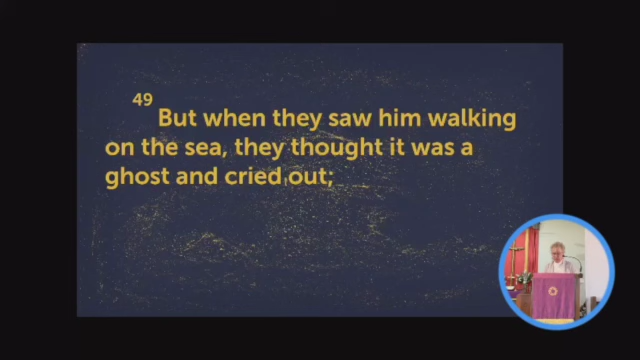 49
But when they saw him walking
on the sea, they thought it was a
ghost and cried out;